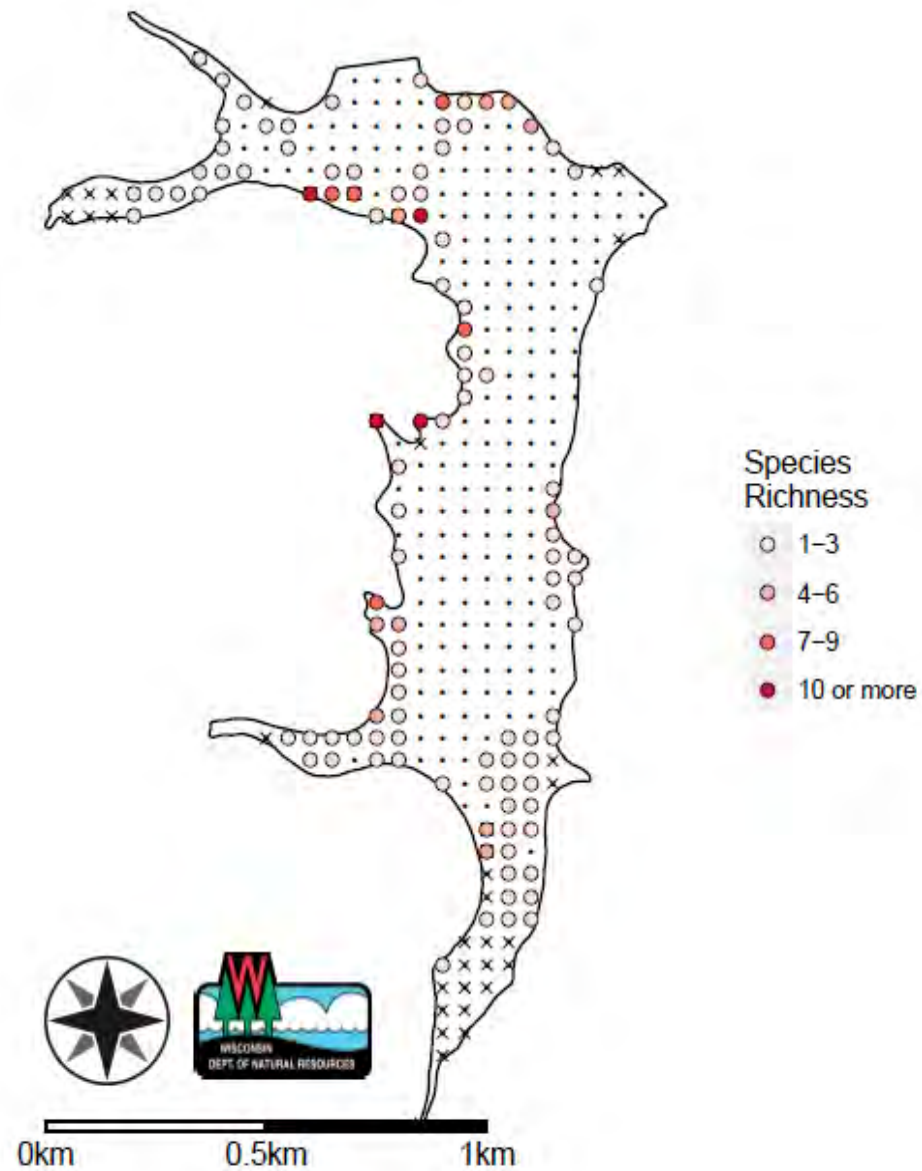 Species
Richness
1–3
4–6
7–9
10 or more
WISCONSIN
DEPT. OF NATURAL RESOURCES
0km 0.5km 1km